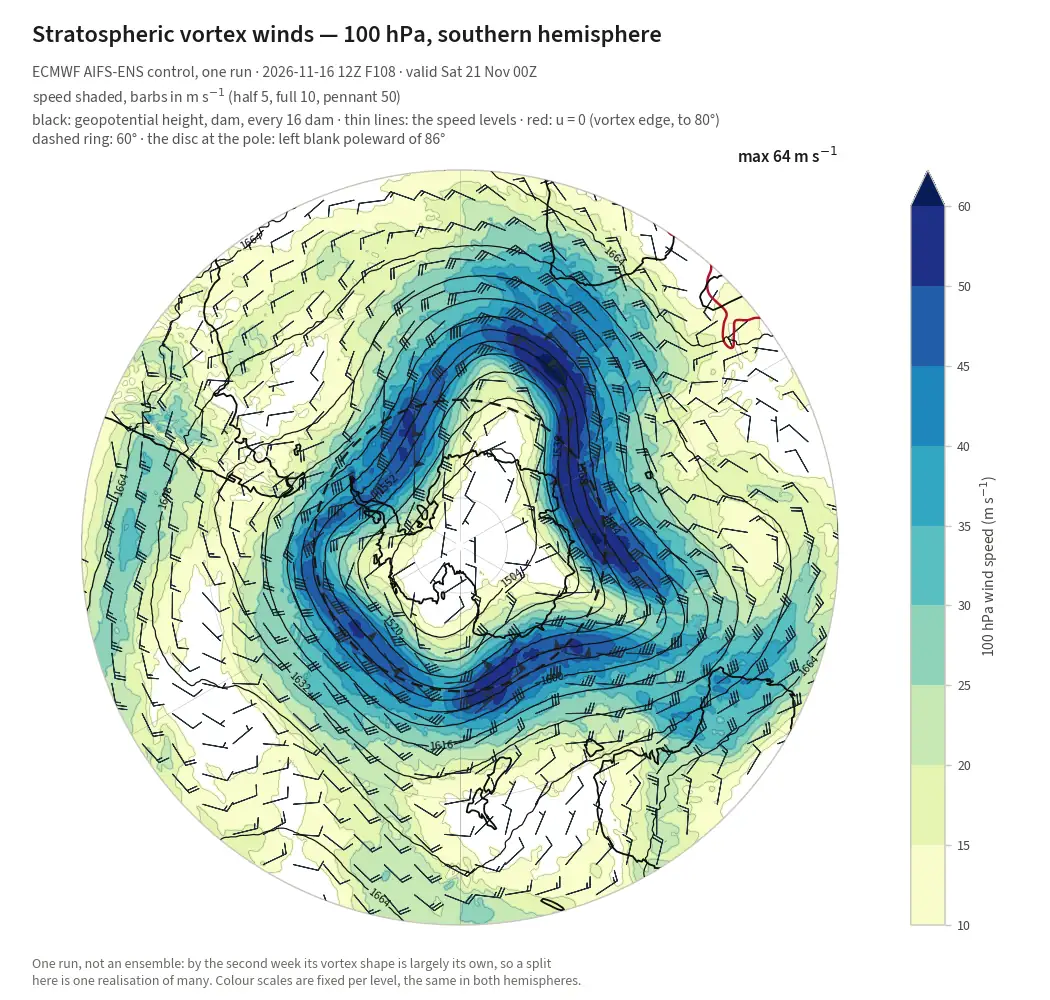 Stratospheric vortex winds — 100 hPa, southern hemisphere
ECMWF AIFS-ENS control, one run · 2026-11-16 12Z F108 · valid Sat 21 Nov 00Z
speed shaded, barbs in m s⁻¹ (half 5, full 10, pennant 50)
black: geopotential height, dam, every 16 dam · thin lines: the speed levels · red: u = 0 (vortex edge, to 80°)
dashed ring: 60° · the disc at the pole: left blank poleward of 86°
max 64 m s⁻¹
1664
1664
1664
1552
1504
1520
1632
1616
1664
1664
60
50
45
40
35
30
25
20
15
10
100 hPa wind speed (m s⁻¹)
One run, not an ensemble: by the second week its vortex shape is largely its own, so a split
here is one realisation of many. Colour scales are fixed per level, the same in both hemispheres.